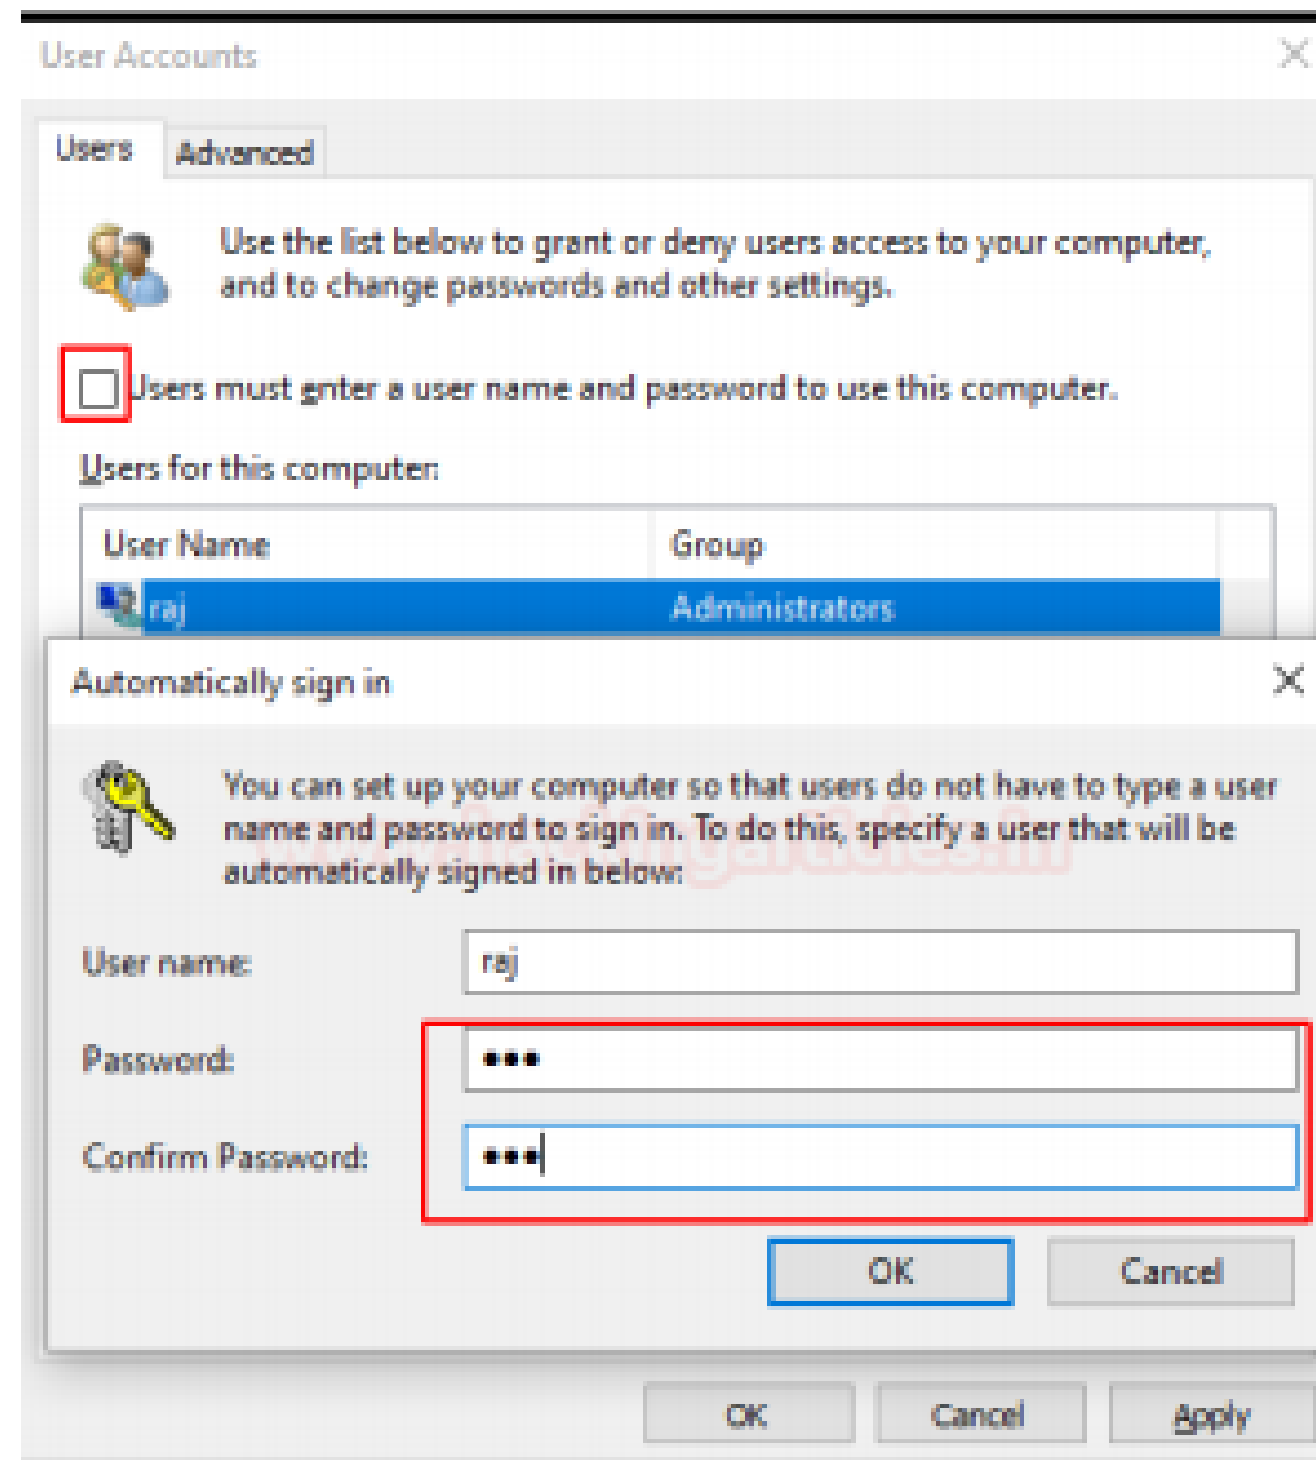 User Accounts
Users
Advanced
Use the list below to grant or deny users access to your computer,
and to change passwords and other settings.
Users must enter a user name and password to use this computer.
Users for this computer:
User Name
Group
raj
Administrators
Automatically sign in
You can set up your computer so that users do not have to type a user
name and password to sign in. To do this, specify a user that will be
automatically signed in below:
www.hackingarticles.in
User name:
raj
Password:
•••
Confirm Password:
•••
OK
Cancel
OK
Cancel
Apply